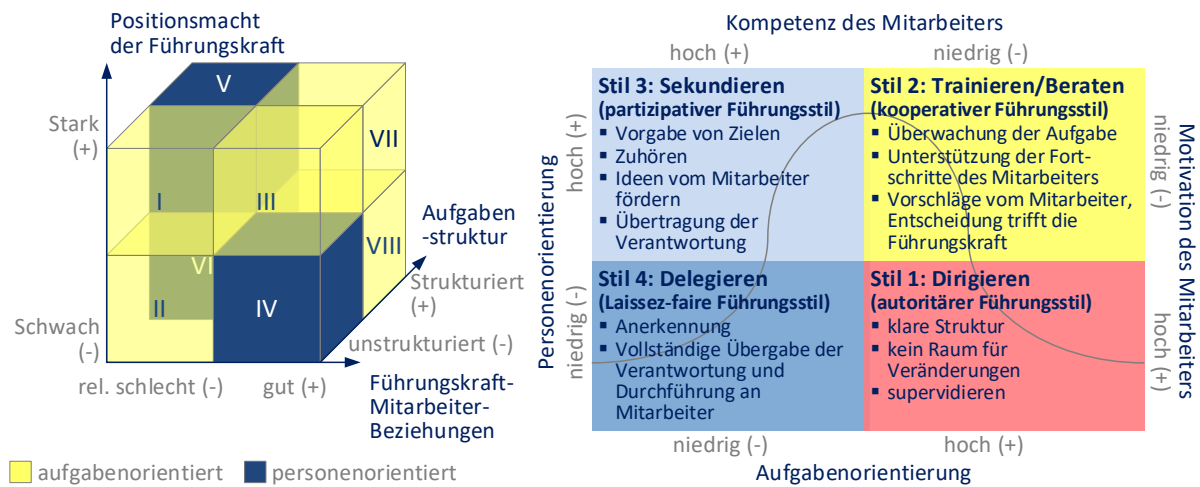 Positionsmacht
der Führungskraft
Stark
(+)
Schwach
(-)
V
VII
I
III
VI
VIII
II
IV
Aufgaben
-struktur
Strukturiert
(+)
unstrukturiert (-)
rel. schlecht (-)
gut (+)
Führungskraft-
Mitarbeiter-
Beziehungen
aufgabenorientiert
personenorientiert
Kompetenz des Mitarbeiters
hoch (+)
niedrig (-)
Personenorientierung
hoch (+)
niedrig (-)
Stil 3: Sekundieren
(partizipativer Führungsstil)
▪ Vorgabe von Zielen
▪ Zuhören
▪ Ideen vom Mitarbeiter
fördern
▪ Übertragung der
Verantwortung
Stil 2: Trainieren/Beraten
(kooperativer Führungsstil)
▪ Überwachung der Aufgabe
▪ Unterstützung der Fort-
schritte des Mitarbeiters
▪ Vorschläge vom Mitarbeiter,
Entscheidung trifft die
Führungskraft
Stil 4: Delegieren
(Laissez-faire Führungsstil)
▪ Anerkennung
▪ Vollständige Übergabe der
Verantwortung und
Durchführung an
Mitarbeiter
Stil 1: Dirigieren
(autoritärer Führungsstil)
▪ klare Struktur
▪ kein Raum für
Veränderungen
▪ supervidieren
niedrig (-)
hoch (+)
Motivation des Mitarbeiters
niedrig (-)
hoch (+)
Aufgabenorientierung